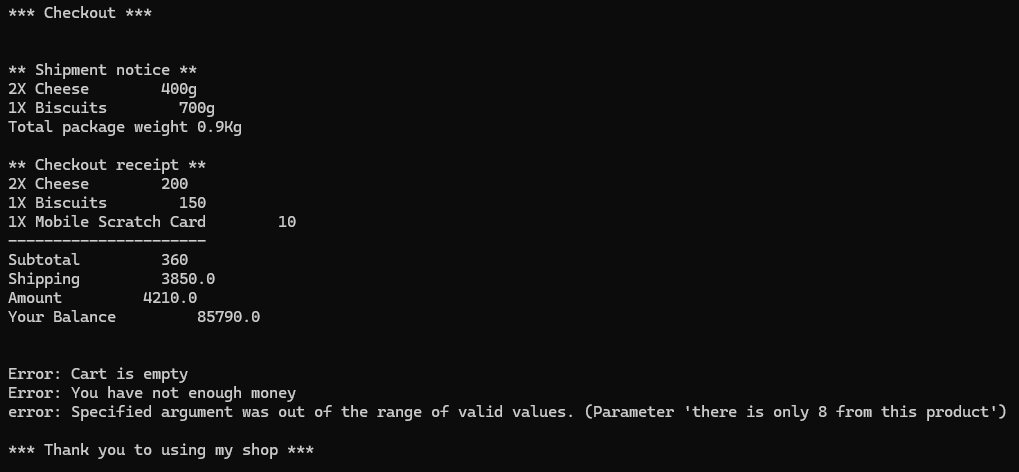 *** Checkout ***
** Shipment notice **
2X Cheese        400g
1X Biscuits        700g
Total package weight 0.9Kg
** Checkout receipt **
2X Cheese        200
1X Biscuits        150
1X Mobile Scratch Card        10
----------------------
Subtotal         360
Shipping         3850.0
Amount         4210.0
Your Balance         85790.0
Error: Cart is empty
Error: You have not enough money
error: Specified argument was out of the range of valid values. (Parameter 'there is only 8 from this product')
*** Thank you to using my shop ***